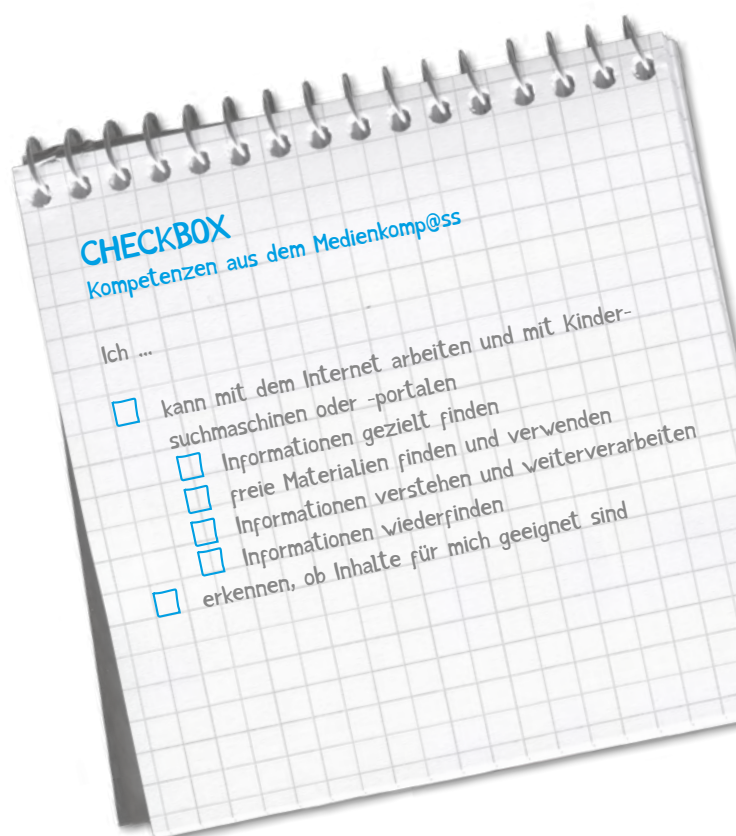 CHECKBOX
Kompetenzen aus dem Medienkomp@ss
Ich ...
kann mit dem Internet arbeiten und mit Kinder-
suchmaschinen oder -portalen
Informationen gezielt finden
freie Materialien finden und verwenden
Informationen verstehen und weiterverarbeiten
Informationen wiederfinden
erkennen, ob Inhalte für mich geeignet sind